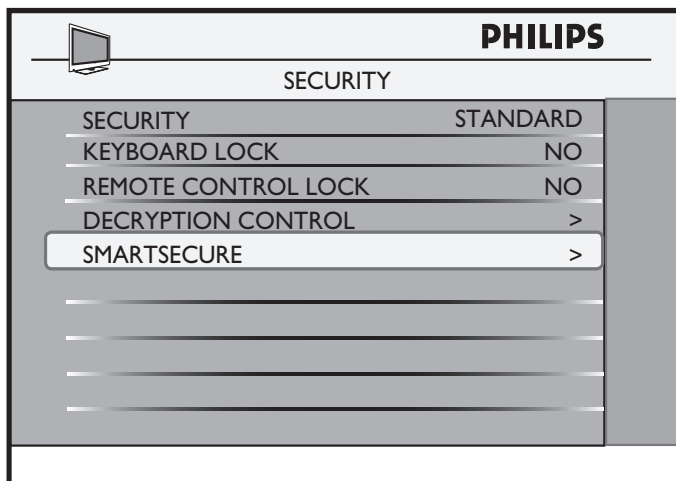 PHILIPS
SECURITY
SECURITY STANDARD
KEYBOARD LOCK NO
REMOTE CONTROL LOCK NO
DECRYPTION CONTROL >
SMARTSECURE >